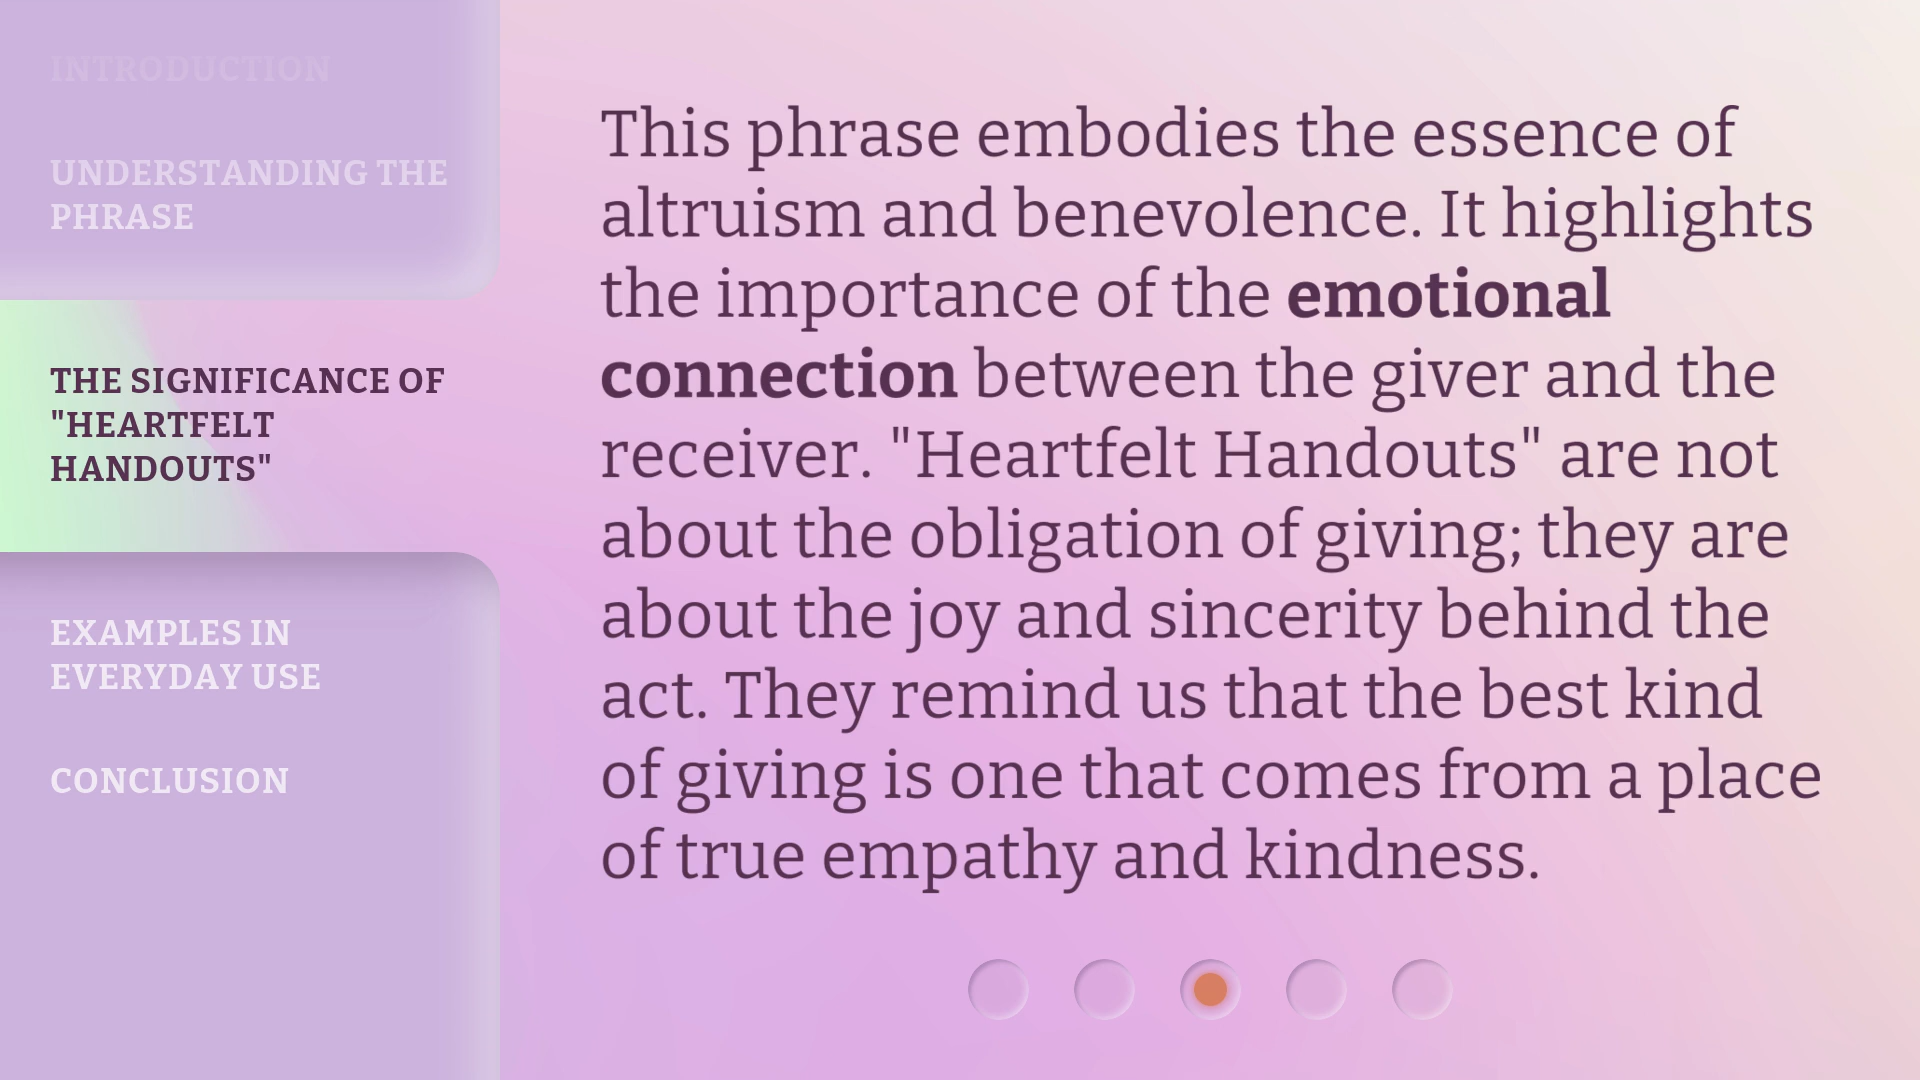 INTRODUCTION
UNDERSTANDING THE
PHRASE
THE SIGNIFICANCE OF
"HEARTFELT
HANDOUTS"
EXAMPLES IN
EVERYDAY USE
CONCLUSION
This phrase embodies the essence of
altruism and benevolence. It highlights
the importance of the emotional
connection between the giver and the
receiver. "Heartfelt Handouts" are not
about the obligation of giving; they are
about the joy and sincerity behind the
act. They remind us that the best kind
of giving is one that comes from a place
of true empathy and kindness.